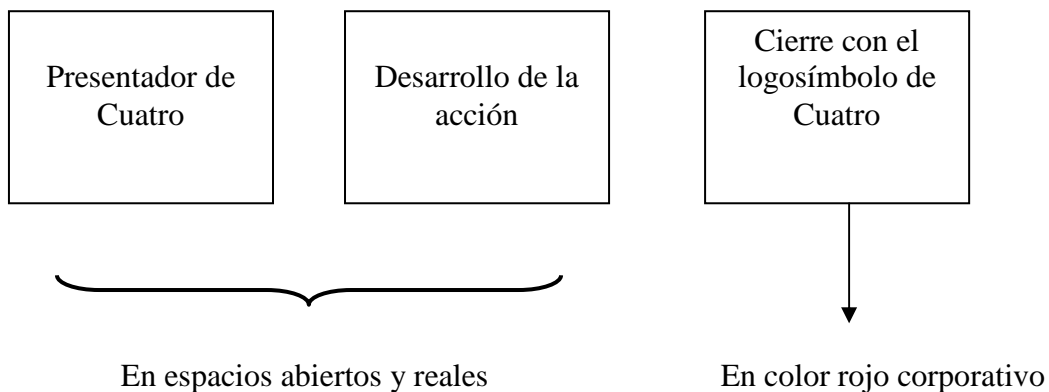 Presentador de
Cuatro
Desarrollo de la
acción
Cierre con el
logosímbolo de
Cuatro
En espacios abiertos y reales
En color rojo corporativo